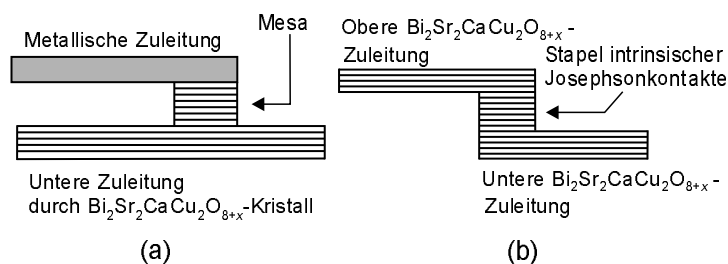 Metallische Zuleitung
Mesa
Untere Zuleitung
durch Bi₂Sr₂CaCu₂O₈₊ₓ-Kristall
(a)
Obere Bi₂Sr₂CaCu₂O₈₊ₓ-
Zuleitung
Stapel intrinsischer
Josephsonkontakte
Untere Bi₂Sr₂CaCu₂O₈₊ₓ-
Zuleitung
(b)